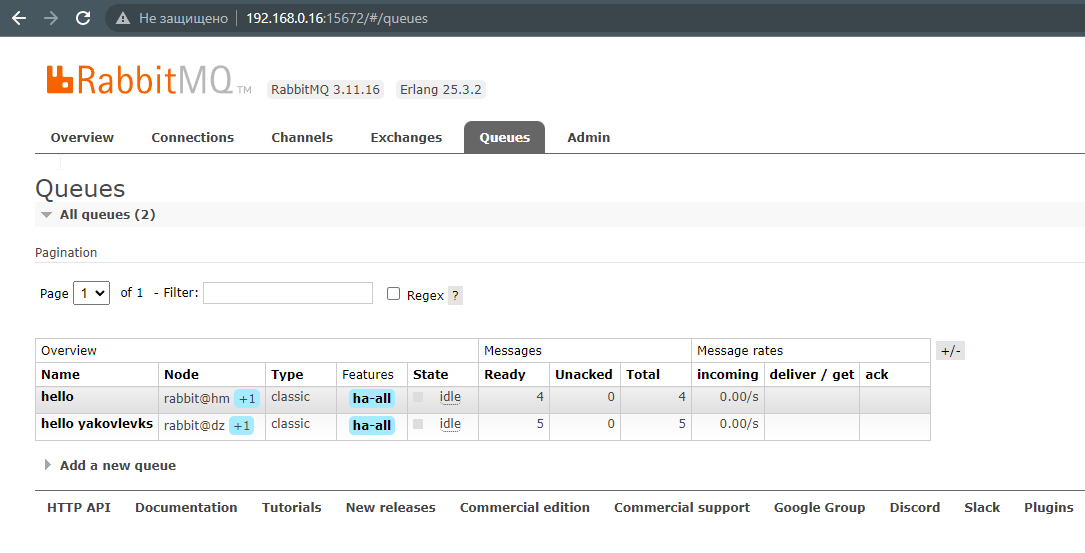 Не защищено 192.168.0.16:15672/#/queues
RabbitMQ TM RabbitMQ 3.11.16 Erlang 25.3.2
Overview Connections Channels Exchanges Queues Admin
Queues
All queues (2)
Pagination
Page 1 of 1 - Filter: Regex ?
Overview Messages Message rates +/-
Name Node Type Features State Ready Unacked Total incoming deliver / get ack
hello rabbit@hm +1 classic ha-all idle 4 0 4 0.00/s
hello yakovlevks rabbit@dz +1 classic ha-all idle 5 0 5 0.00/s
Add a new queue
HTTP API Documentation Tutorials New releases Commercial edition Commercial support Google Group Discord Slack Plugins